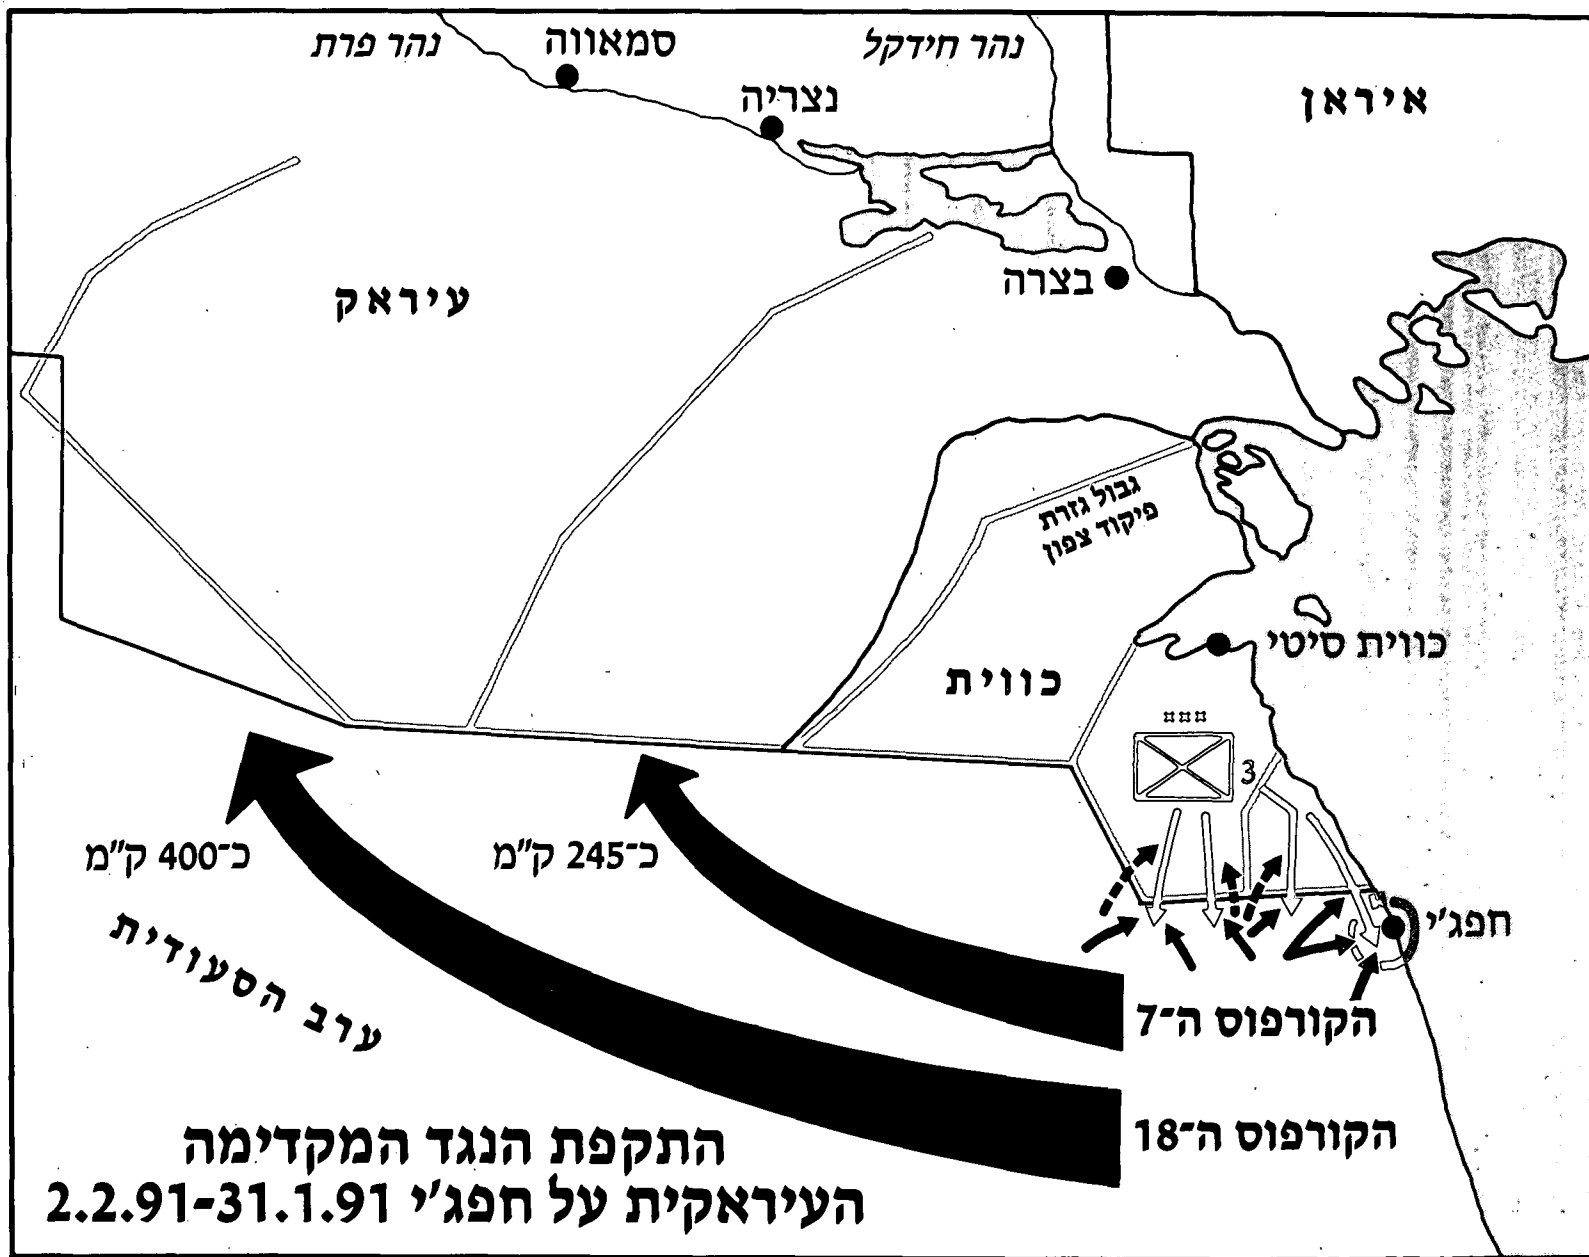 נהר פרת
סמאווה
נצריה
נהר חידקל
איראן
עיראק
בצרה
גבול גזרת
פיקוד צפון
כווית סיטי
כווית
3
חפג'י
כ־400 ק"מ
כ־245 ק"מ
ערב הסעודית
הקורפוס ה־7
הקורפוס ה־18
התקפת הנגד המקדימה
העיראקית על חפג'י 2.2.91-31.1.91